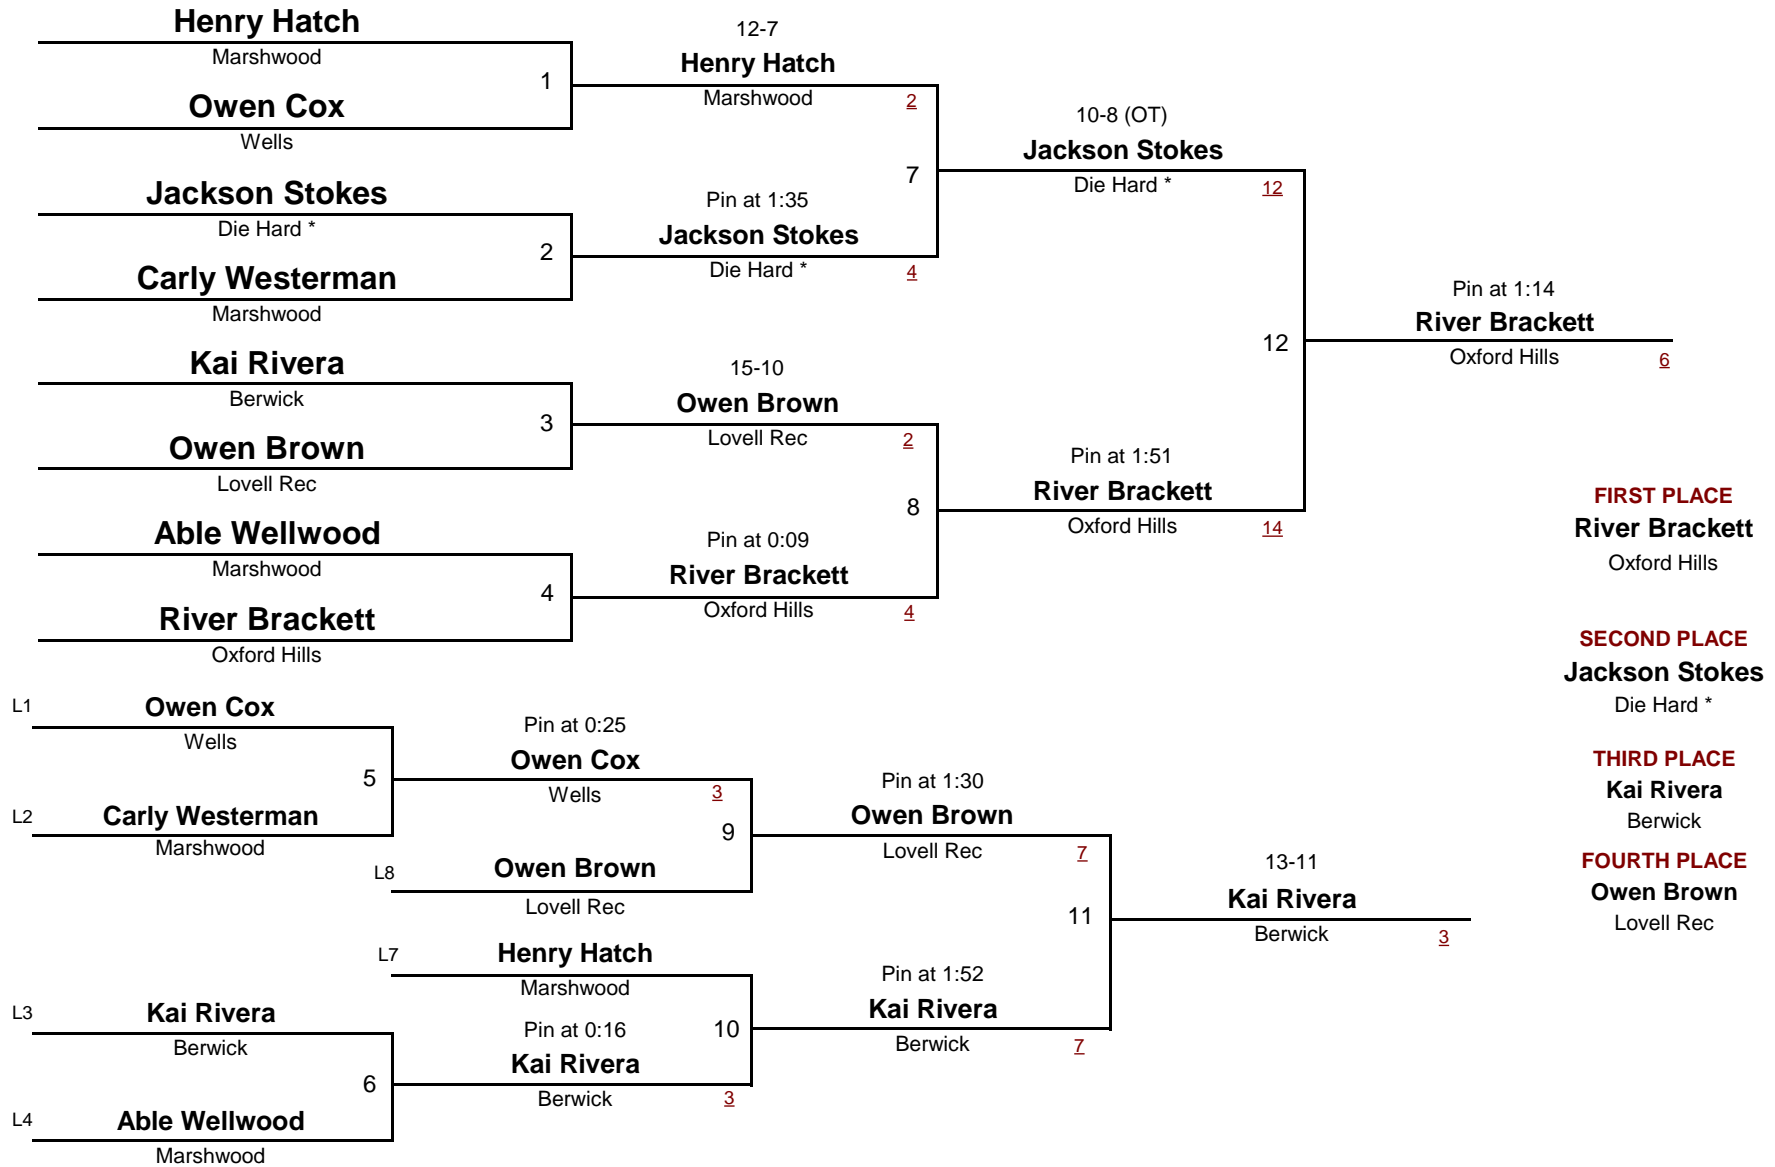 Henry Hatch
Marshwood
1
Owen Cox
Wells
12-7
Henry Hatch
Marshwood
2
Jackson Stokes
Die Hard *
2
Carly Westerman
Marshwood
Pin at 1:35
Jackson Stokes
Die Hard *
4
7
10-8 (OT)
Jackson Stokes
Die Hard *
12
Kai Rivera
Berwick
3
Owen Brown
Lovell Rec
15-10
Owen Brown
Lovell Rec
2
Able Wellwood
Marshwood
4
River Brackett
Oxford Hills
Pin at 0:09
River Brackett
Oxford Hills
4
8
Pin at 1:51
River Brackett
Oxford Hills
14
12
Pin at 1:14
River Brackett
Oxford Hills
6
FIRST PLACE
River Brackett
Oxford Hills
SECOND PLACE
Jackson Stokes
Die Hard *
THIRD PLACE
Kai Rivera
Berwick
FOURTH PLACE
Owen Brown
Lovell Rec
L1
Owen Cox
Wells
5
L2
Carly Westerman
Marshwood
Pin at 0:25
Owen Cox
Wells
3
9
L8
Owen Brown
Lovell Rec
Pin at 1:30
Owen Brown
Lovell Rec
7
L7
Henry Hatch
Marshwood
L3
Kai Rivera
Berwick
6
L4
Able Wellwood
Marshwood
Pin at 0:16
Kai Rivera
Berwick
3
10
Pin at 1:52
Kai Rivera
Berwick
7
11
13-11
Kai Rivera
Berwick
3